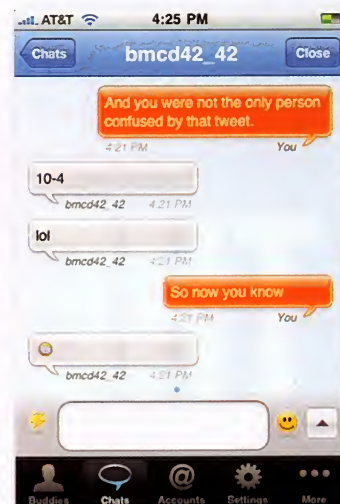 AT&T 4:25 PM
Chats bmcd42_42 Close
And you were not the only person
confused by that tweet.
4:21 PM You
10-4
bmcd42_42 4:21 PM
lol
bmcd42_42 4:21 PM
So now you know
4:21 PM You
bmcd42_42 4:21 PM
Buddies Chats Accounts Settings More